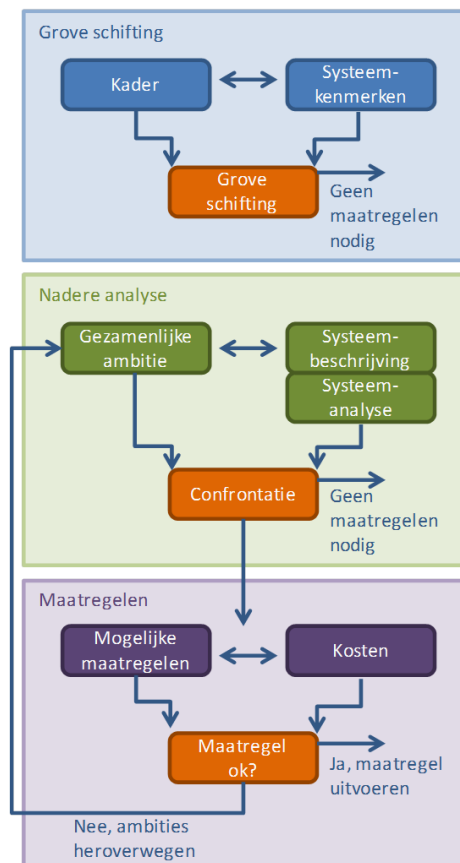 Grove schifting
Kader
Systeem-
kenmerken
Grove
schifting
Geen
maatregelen
nodig
Nadere analyse
Gezamenlijke
ambitie
Systeem-
beschrijving
Systeem-
analyse
Confrontatie
Geen
maatregelen
nodig
Maatregelen
Mogelijke
maatregelen
Kosten
Maatregel
ok?
Ja, maatregel
uitvoeren
Nee, ambities
heroverwegen